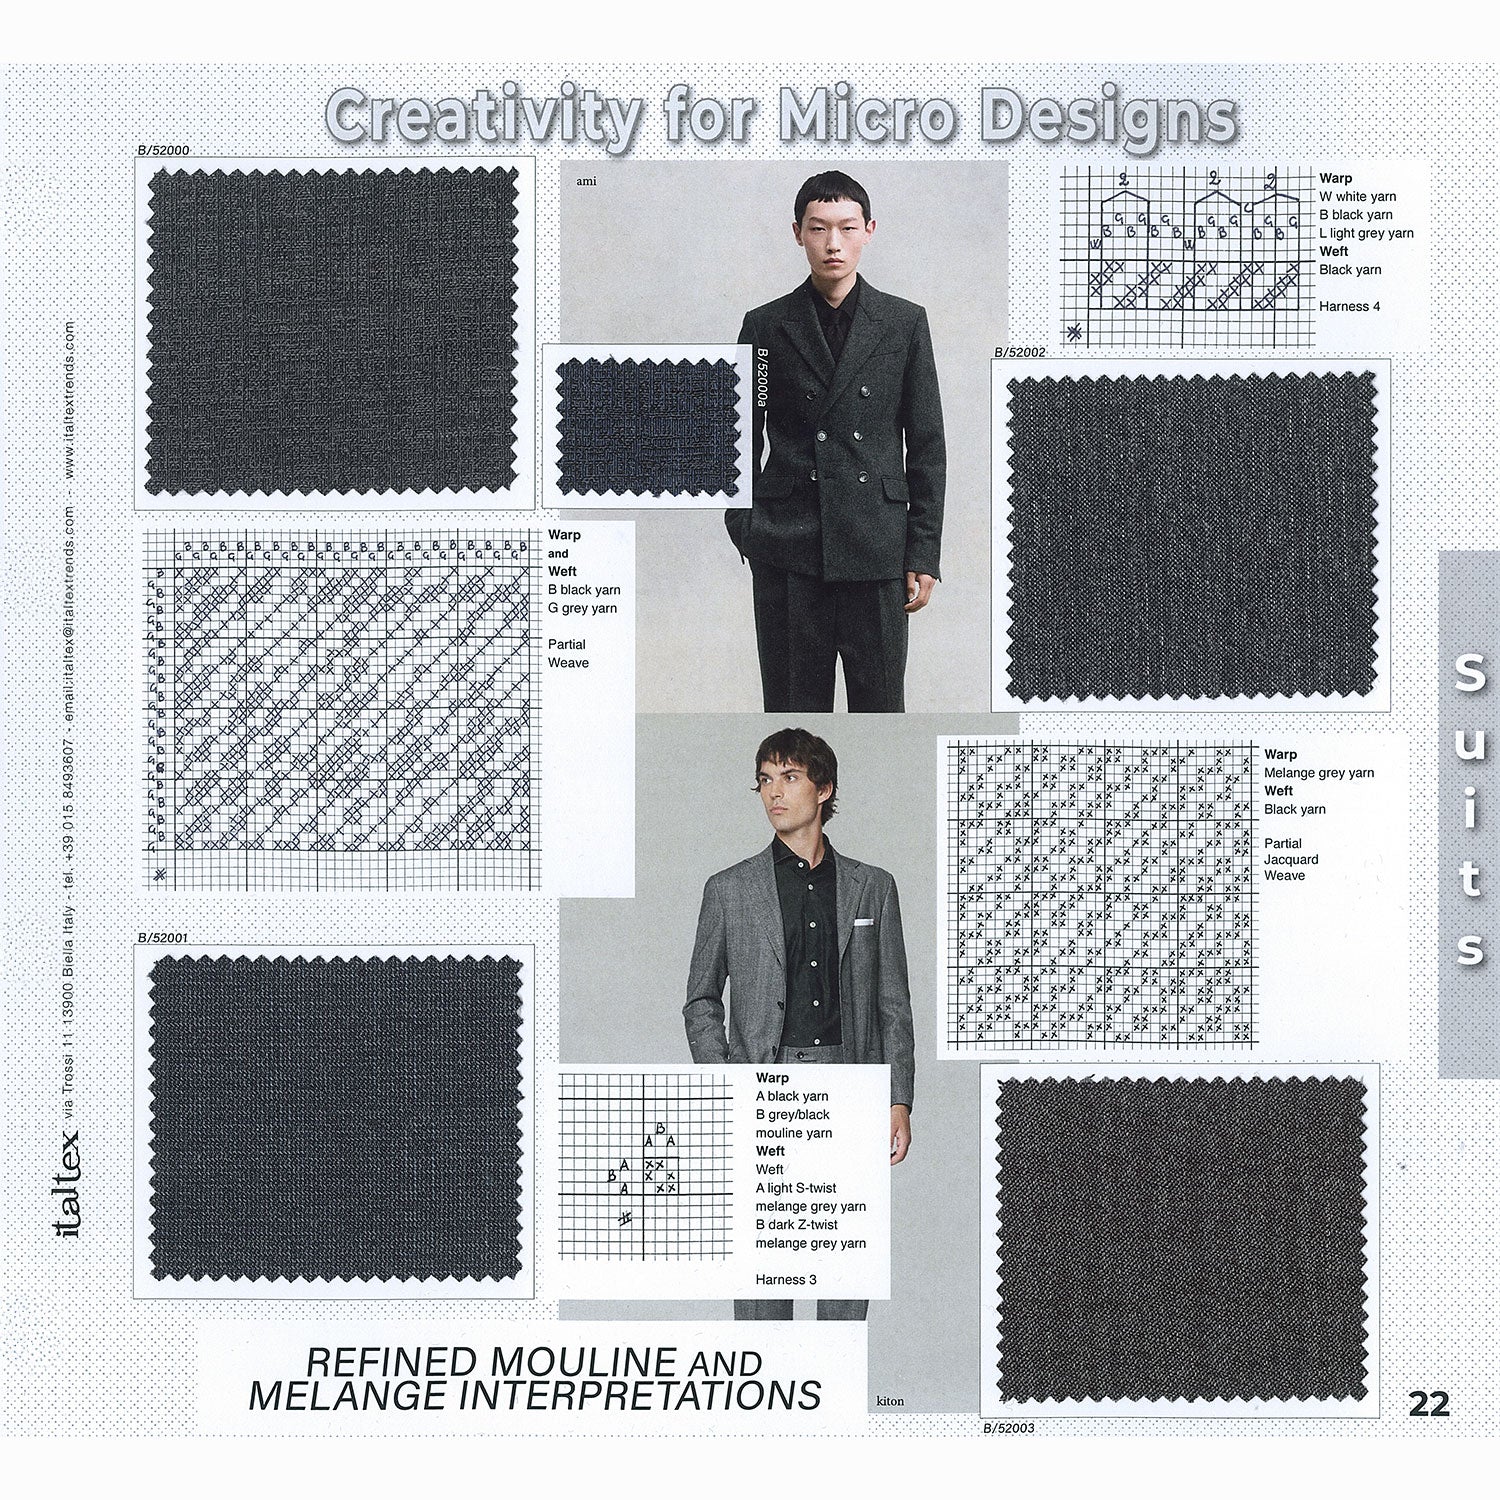 Creativity for Micro Designs
B/52000
ami
B/52000a
Warp
W white yarn
B black yarn
L light grey yarn
Weft
Black yarn
Harness 4
B/52002
Warp
and
Weft
B black yarn
G grey yarn
Partial
Weave
Suits
Warp
Melange grey yarn
Weft
Black yarn
Partial
Jacquard
Weave
B/52001
Warp
A black yarn
B grey/black
mouline yarn
Weft
Weft
A light S-twist
melange grey yarn
B dark Z-twist
melange grey yarn
Harness 3
B
A A
A
B
A
REFINED MOULINE AND
MELANGE INTERPRETATIONS
kiton
B/52003
22
italtex via Trossi 11 13900 Biella Italy - tel. +39 015 8493607 - email:italtex@italtextrends.com - www.italtextrends.com